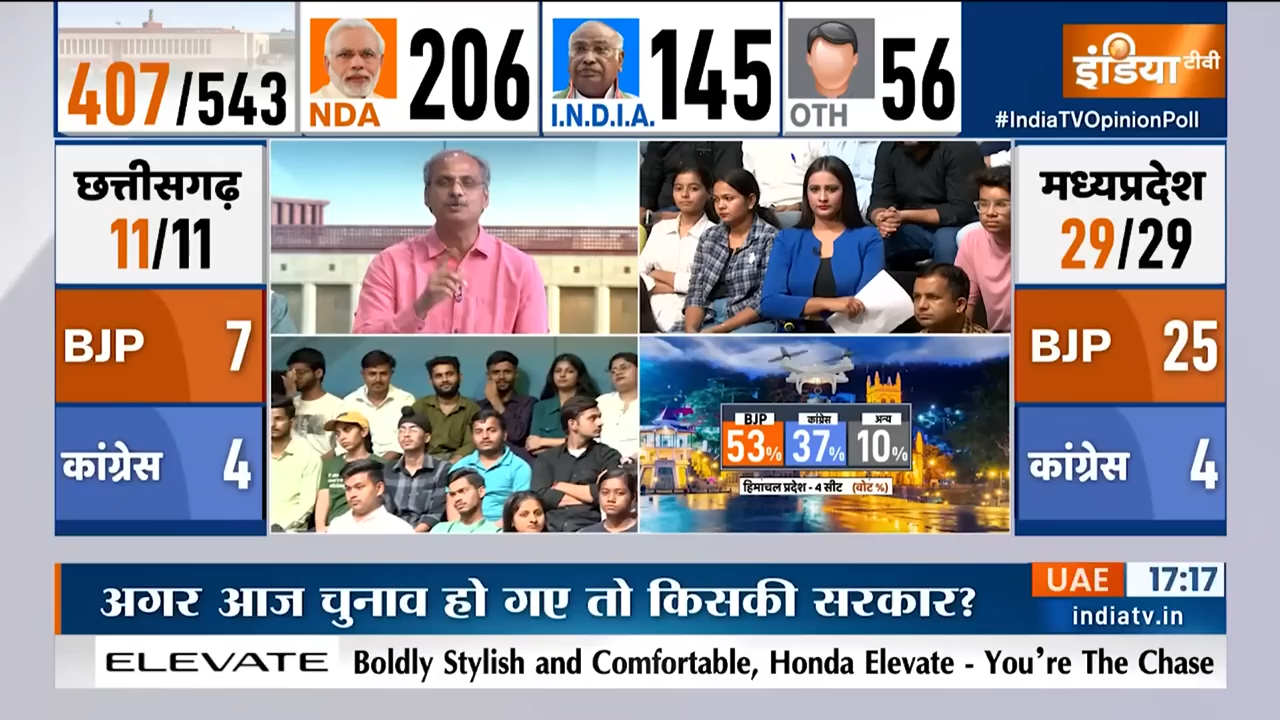 407/543
NDA 206
I.N.D.I.A. 145
OTH 56
इंडिया टीवी
#IndiaTVOpinionPoll
छत्तीसगढ़
11/11
BJP 7
कांग्रेस 4
मध्यप्रदेश
29/29
BJP 25
कांग्रेस 4
BJP कांग्रेस अन्य
53% 37% 10%
हिमाचल प्रदेश - 4 सीट (वोट %)
अगर आज चुनाव हो गए तो किसकी सरकार?
UAE 17:17
indiatv.in
ELEVATE Boldly Stylish and Comfortable, Honda Elevate - You’re The Chase